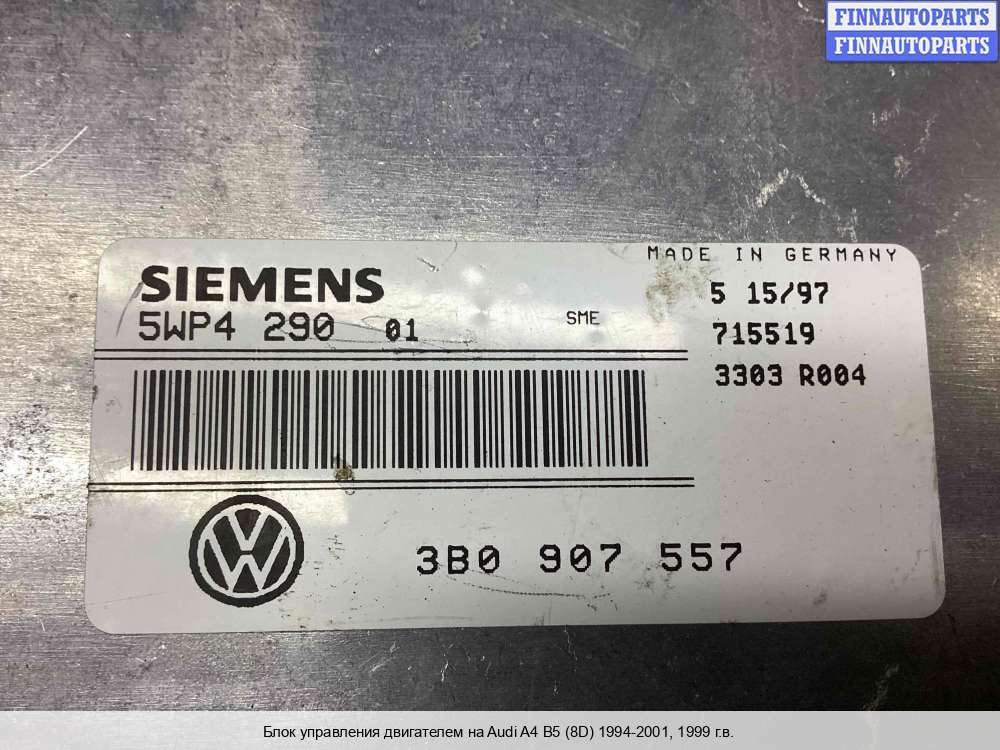 FINNAUTOPARTS
FINNAUTOPARTS
MADE IN GERMANY
SIEMENS
5 15/97
5WP4 290 01
SME
715519
3303 R004
3B0 907 557
Блок управления двигателем на Audi A4 B5 (8D) 1994-2001, 1999 г.в.